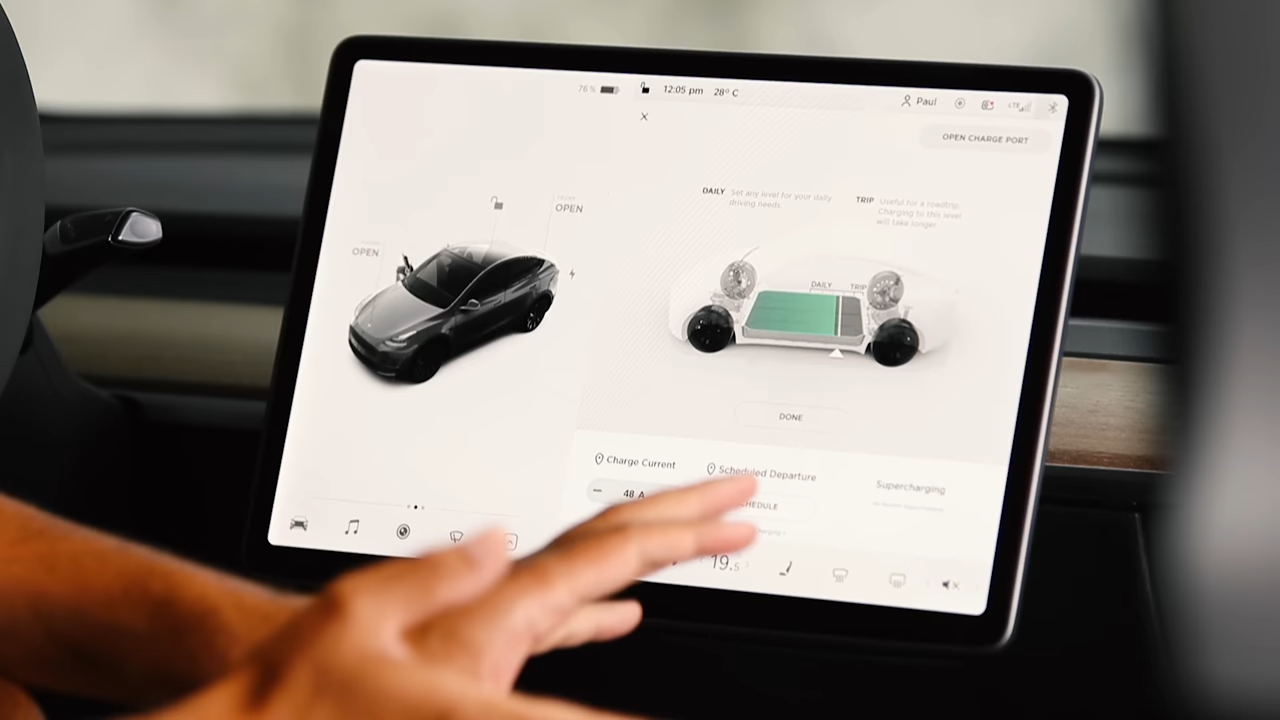 76%
12:05 pm 28° C
Paul
LTE
OPEN CHARGE PORT
OPEN
OPEN
DAILY Set any level for your daily
driving needs.
TRIP Useful for a roadtrip.
Charging to this level
will take longer.
DAILY TRIP
DONE
Charge Current
Scheduled Departure
Supercharging
48 A
HEDULE
19.5